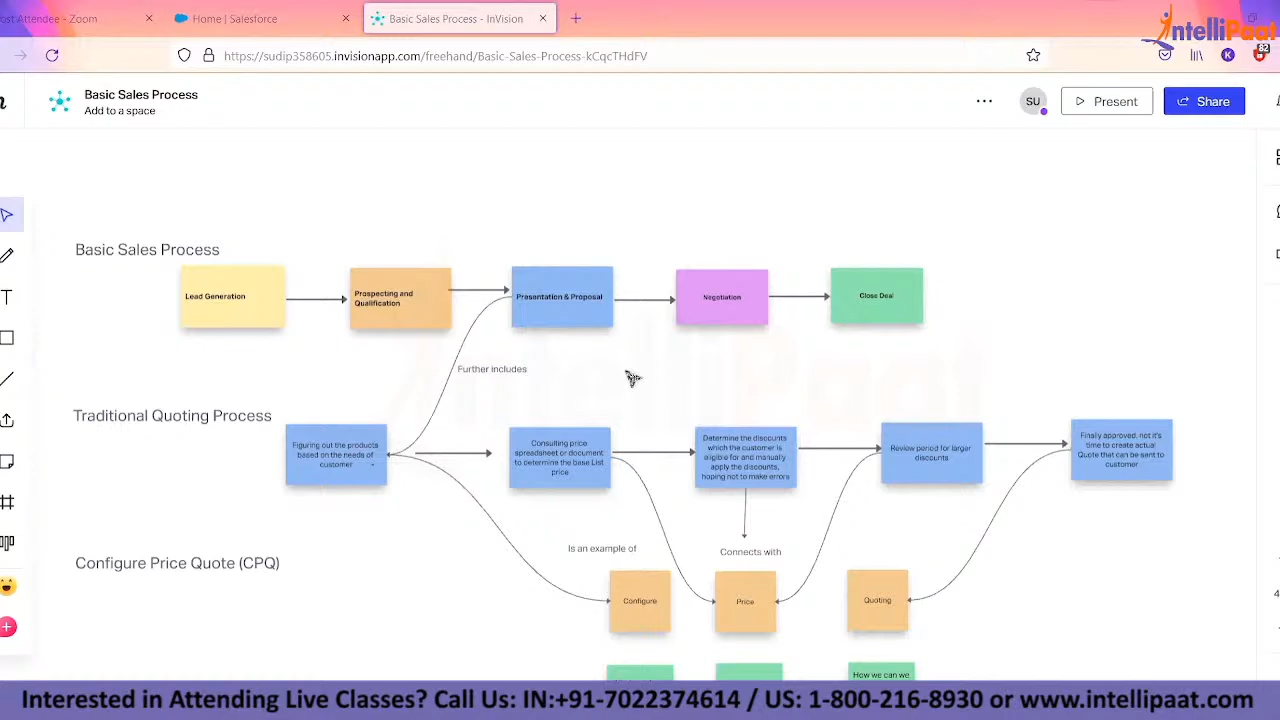 ost Attendee - Zoom
Home | Salesforce
Basic Sales Process - InVision
IntelliPaat
https://sudip358605.invisionapp.com/freehand/Basic-Sales-Process-kCqcTHdFV
K
82
Basic Sales Process
Add to a space
SU
Present
Share
Basic Sales Process
Lead Generation
Prospecting and
Qualification
Presentation & Proposal
Negotiation
Close Deal
Further includes
Traditional Quoting Process
Figuring out the products
based on the needs of
customer
Consulting price
spreadsheet or document
to determine the base List
price
Determine the discounts
which the customer is
eligible for and manually
apply the discounts,
hoping not to make errors
Review period for larger
discounts
Finally approved, not it's
time to create actual
Quote that can be sent to
customer
Is an example of
Connects with
Configure Price Quote (CPQ)
Configure
Price
Quoting
How we can we
IntelliPaat
Interested in Attending Live Classes? Call Us: IN:+91-7022374614 / US: 1-800-216-8930 or www.intellipaat.com